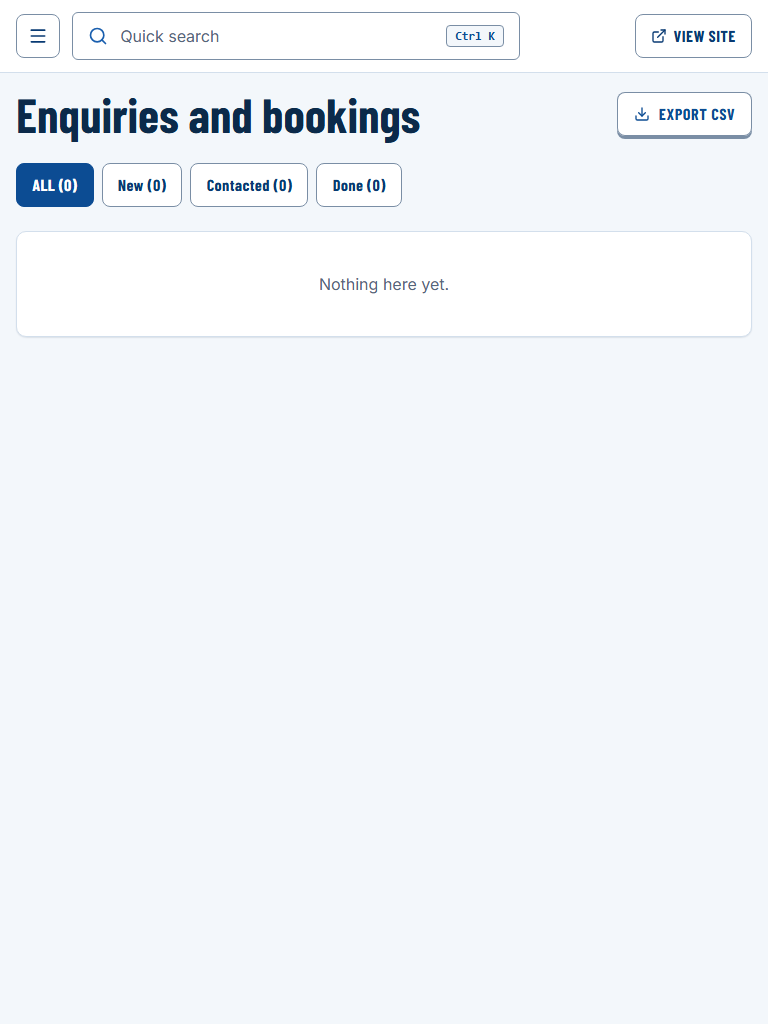 Quick search
Ctrl K
VIEW SITE
Enquiries and bookings
EXPORT CSV
ALL (0)
New (0)
Contacted (0)
Done (0)
Nothing here yet.